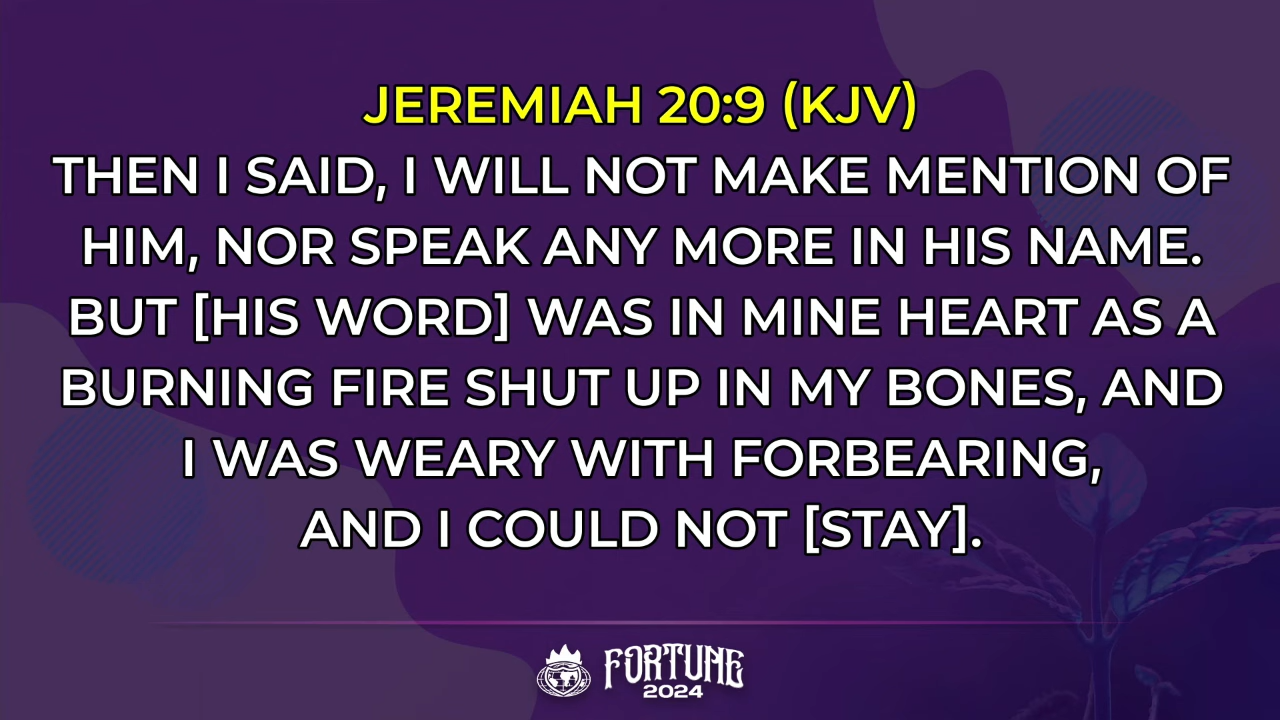 JEREMIAH 20:9 (KJV)
THEN I SAID, I WILL NOT MAKE MENTION OF
HIM, NOR SPEAK ANY MORE IN HIS NAME.
BUT [HIS WORD] WAS IN MINE HEART AS A
BURNING FIRE SHUT UP IN MY BONES, AND
I WAS WEARY WITH FORBEARING,
AND I COULD NOT [STAY].
FORTUNE
2024